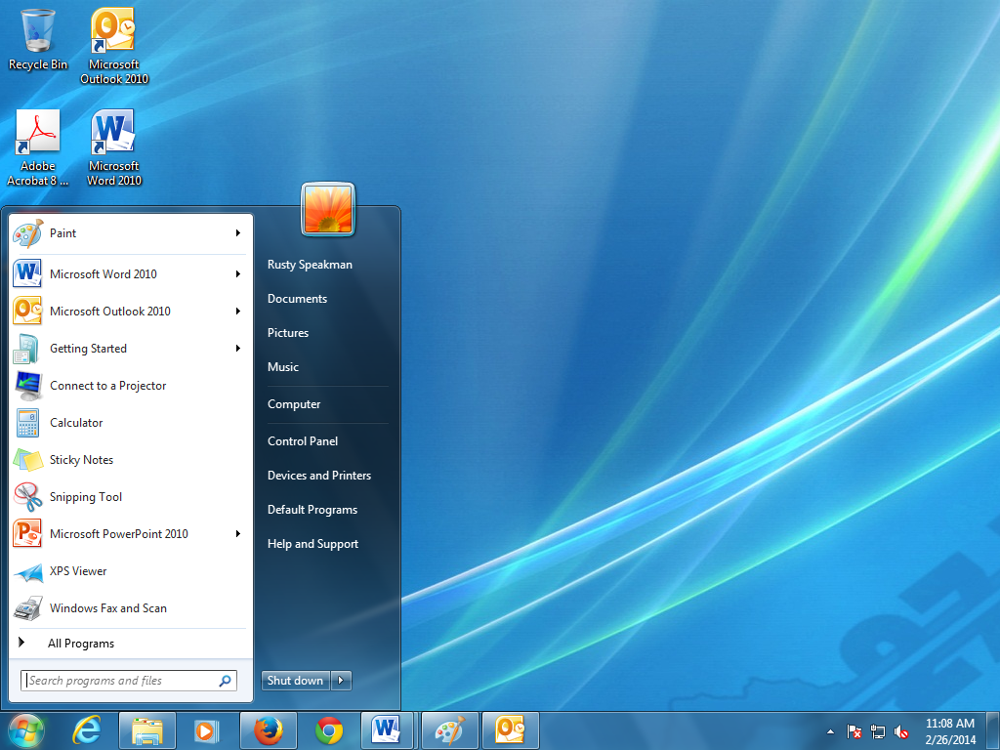 Recycle Bin
Microsoft
Outlook 2010
Adobe
Acrobat 8 ...
Microsoft
Word 2010
Paint
Microsoft Word 2010
Microsoft Outlook 2010
Getting Started
Connect to a Projector
Calculator
Sticky Notes
Snipping Tool
Microsoft PowerPoint 2010
XPS Viewer
Windows Fax and Scan
All Programs
Search programs and files
Rusty Speakman
Documents
Pictures
Music
Computer
Control Panel
Devices and Printers
Default Programs
Help and Support
Shut down
11:08 AM
2/26/2014